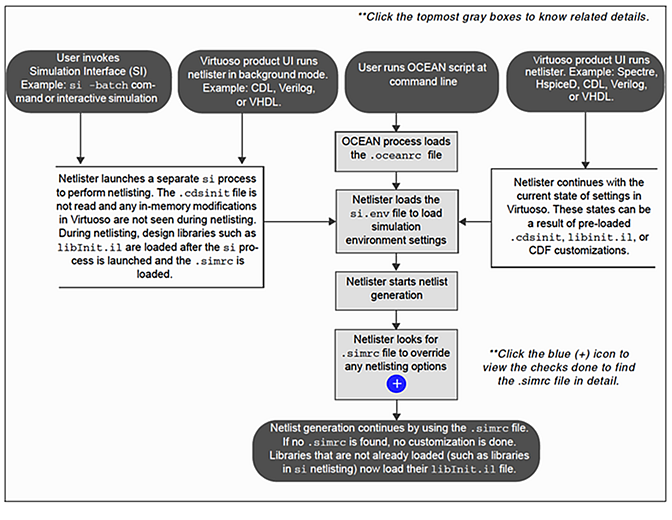 **Click the topmost gray boxes to know related details.
User invokes
Simulation Interface (SI)
Example: si -batch com-
mand or interactive simulation
Virtuoso product UI runs
netlister in background mode.
Example: CDL, Verilog,
or VHDL.
User runs OCEAN script at
command line
Virtuoso product UI runs
netlister. Example: Spectre,
HspiceD, CDL, Verilog,
or VHDL.
OCEAN process loads
the .oceanrc file
Netlister launches a separate si process
to perform netlisting. The .cdsinit file is
not read and any in-memory modifications
in Virtuoso are not seen during netlisting.
During netlisting, design libraries such as
libInit.il are loaded after the si pro-
cess is launched and the .simrc is
loaded.
Netlister loads the
si.env file to load
simulation
environment settings
Netlister continues with the
current state of settings in
Virtuoso. These states can be
a result of pre-loaded
.cdsinit, libinit.il, or
CDF customizations.
Netlister starts netlist
generation
Netlister looks for
.simrc file to override
any netlisting options
**Click the blue (+) icon to
view the checks done to find
the .simrc file in detail.
Netlist generation continues by using the .simrc file.
If no .simrc is found, no customization is done.
Libraries that are not already loaded (such as libraries
in si netlisting) now load their libInit.il file.